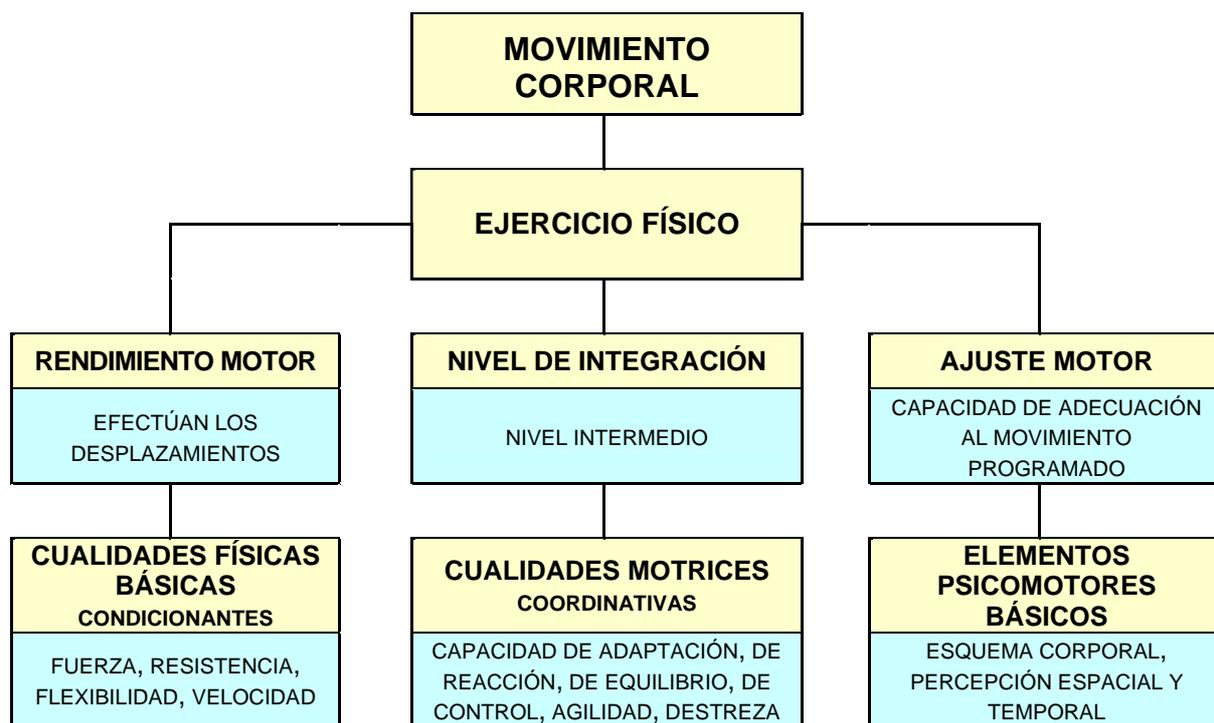 MOVIMIENTO
CORPORAL
EJERCICIO FÍSICO
RENDIMIENTO MOTOR
EFECTÚAN LOS
DESPLAZAMIENTOS
NIVEL DE INTEGRACIÓN
NIVEL INTERMEDIO
AJUSTE MOTOR
CAPACIDAD DE ADECUACIÓN
AL MOVIMIENTO
PROGRAMADO
CUALIDADES FÍSICAS
BÁSICAS
CONDICIONANTES
FUERZA, RESISTENCIA,
FLEXIBILIDAD, VELOCIDAD
CUALIDADES MOTRICES
COORDINATIVAS
CAPACIDAD DE ADAPTACIÓN, DE
REACCIÓN, DE EQUILIBRIO, DE
CONTROL, AGILIDAD, DESTREZA
ELEMENTOS
PSICOMOTORES
BÁSICOS
ESQUEMA CORPORAL,
PERCEPCIÓN ESPACIAL Y
TEMPORAL